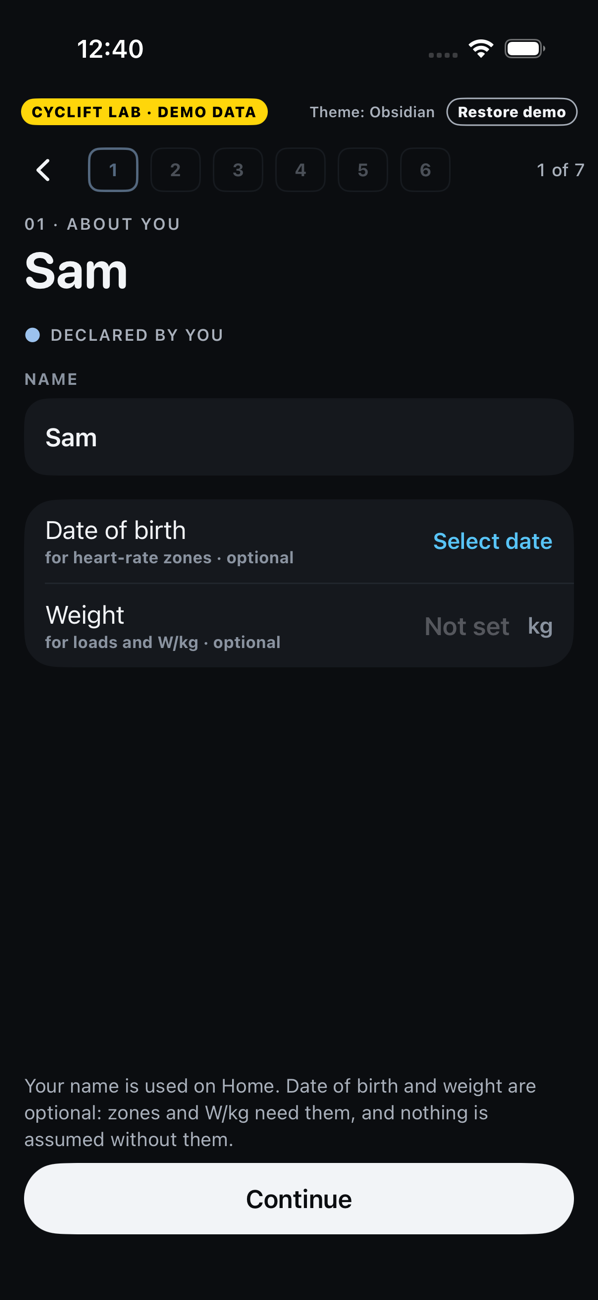 12:40
CYCLIFT LAB · DEMO DATA
Theme: Obsidian
Restore demo
1
2
3
4
5
6
1 of 7
01 · ABOUT YOU
Sam
DECLARED BY YOU
NAME
Sam
Date of birth
for heart-rate zones · optional
Select date
Weight
for loads and W/kg · optional
Not set kg
Your name is used on Home. Date of birth and weight are
optional: zones and W/kg need them, and nothing is
assumed without them.
Continue